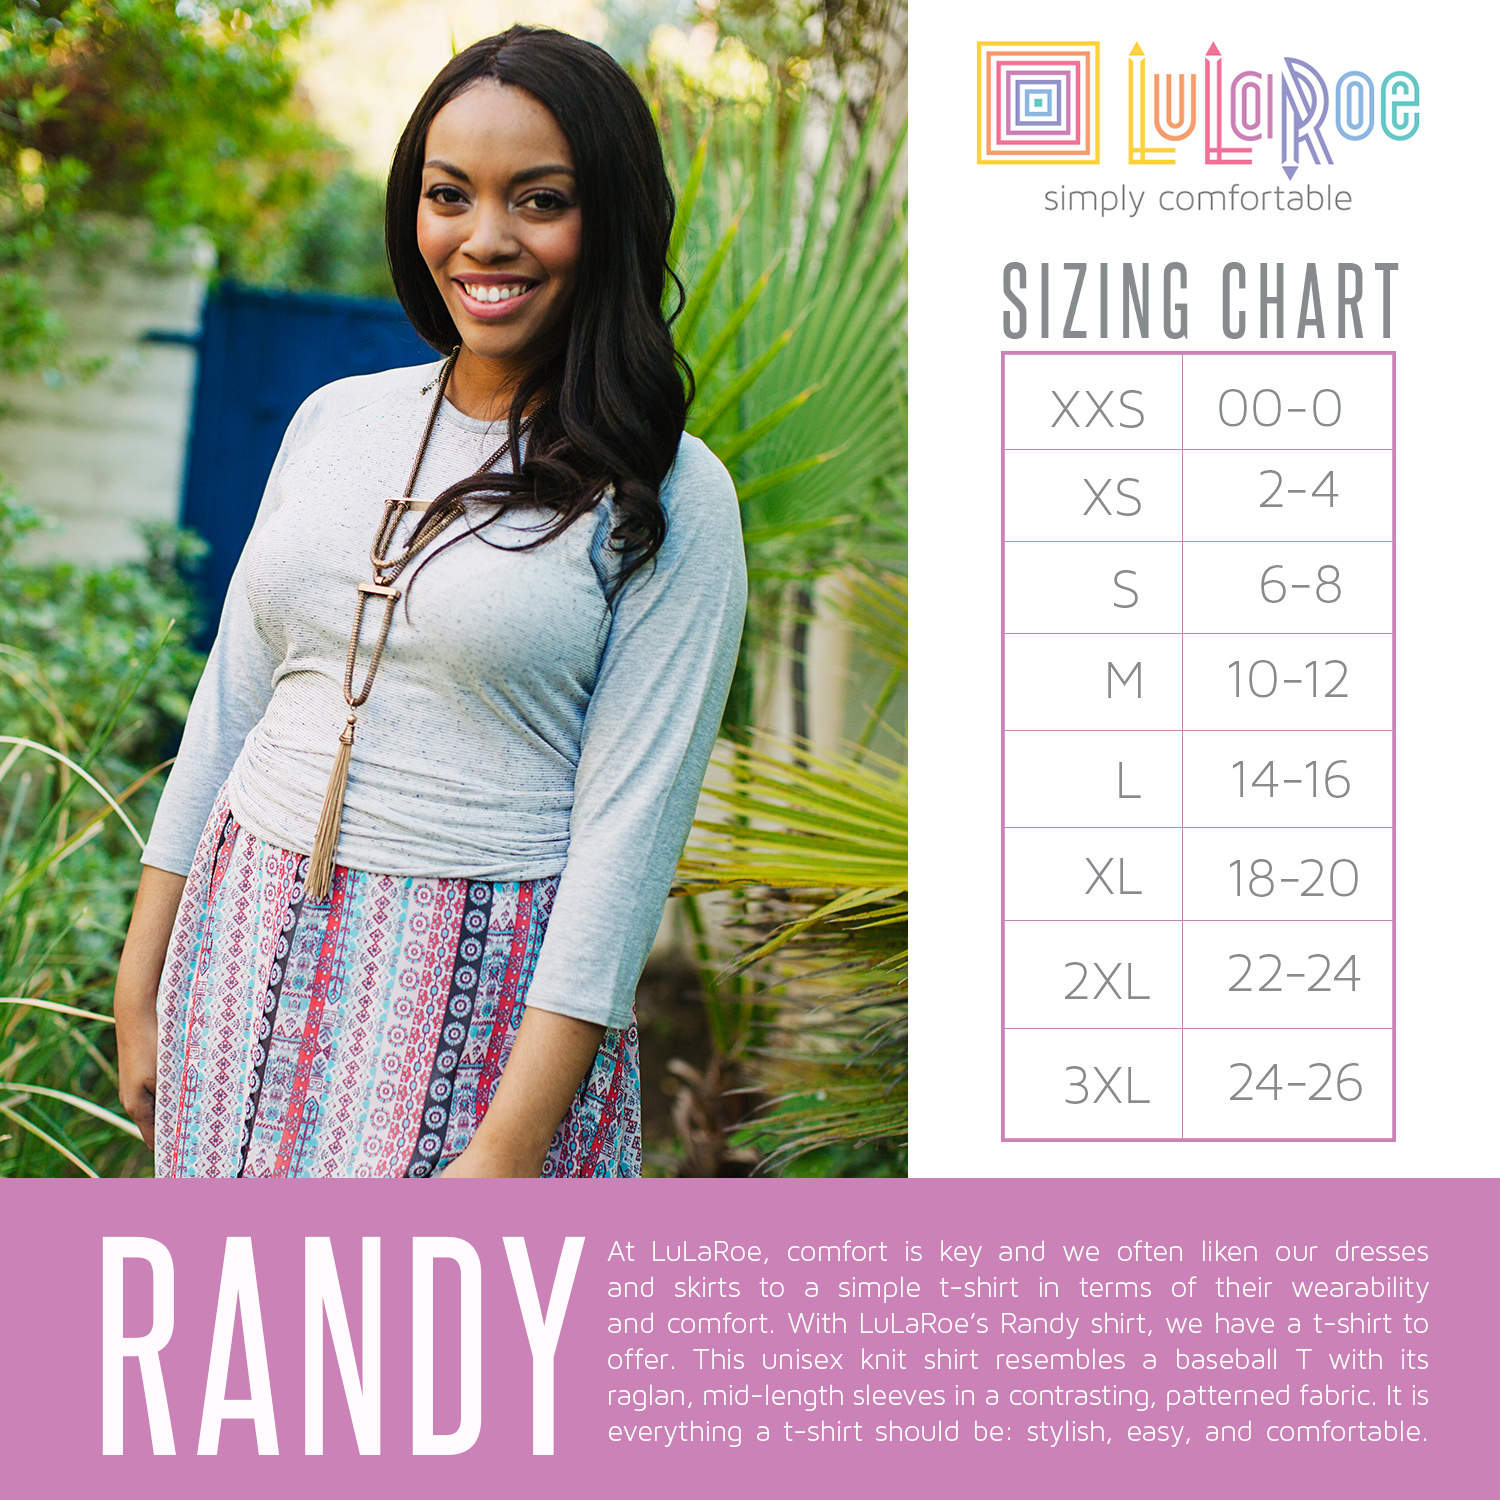 LuLaRoe
simply comfortable
SIZING CHART
XXS 00-0
XS 2-4
S 6-8
M 10-12
L 14-16
XL 18-20
2XL 22-24
3XL 24-26
RANDY
At LuLaRoe, comfort is key and we often liken our dresses
and skirts to a simple t-shirt in terms of their wearability
and comfort. With LuLaRoe's Randy shirt, we have a t-shirt to
offer. This unisex knit shirt resembles a baseball T with its
raglan, mid-length sleeves in a contrasting, patterned fabric. It is
everything a t-shirt should be: stylish, easy, and comfortable.